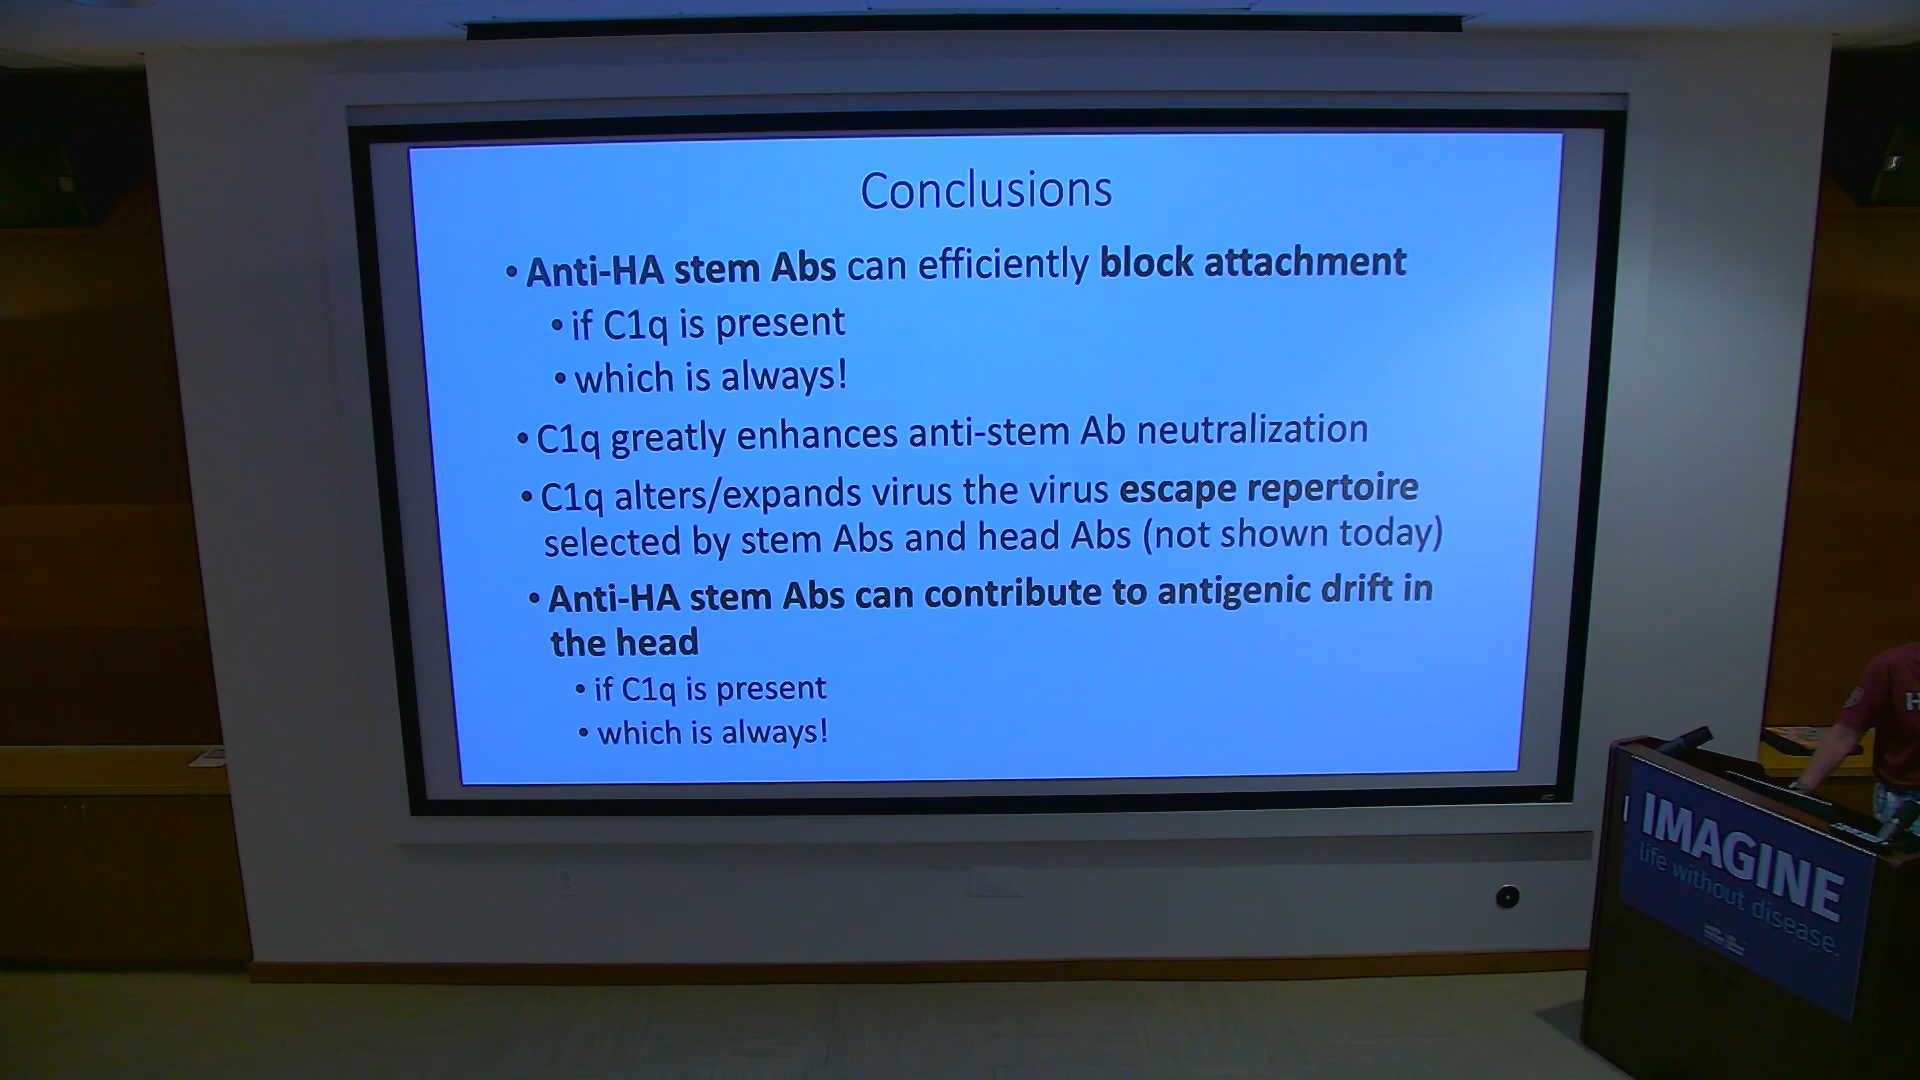 Conclusions
• Anti-HA stem Abs can efficiently block attachment
• if C1q is present
• which is always!
• C1q greatly enhances anti-stem Ab neutralization
• C1q alters/expands virus the virus escape repertoire
selected by stem Abs and head Abs (not shown today)
• Anti-HA stem Abs can contribute to antigenic drift in
the head
• if C1q is present
• which is always!
H
IMAGINE
life without disease.